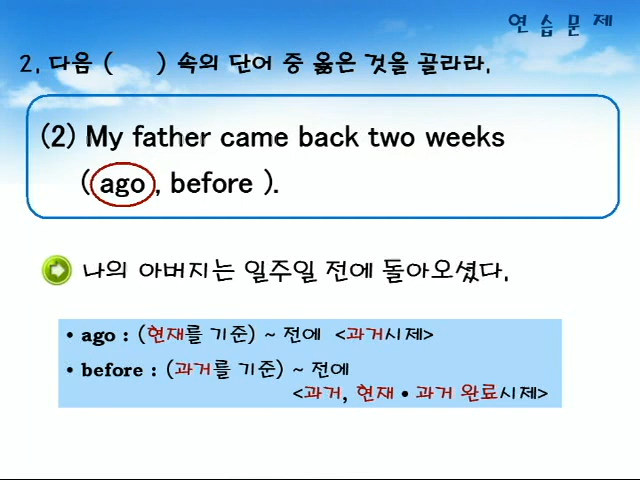 연 습 문 제
2. 다음 (     ) 속의 단어 중 옳은 것을 골라라.
(2) My father came back two weeks
( ago , before ).
나의 아버지는 일주일 전에 돌아오셨다.
• ago : (현재를 기준) ~ 전에 <과거시제>
• before : (과거를 기준) ~ 전에
<과거, 현재 • 과거 완료시제>